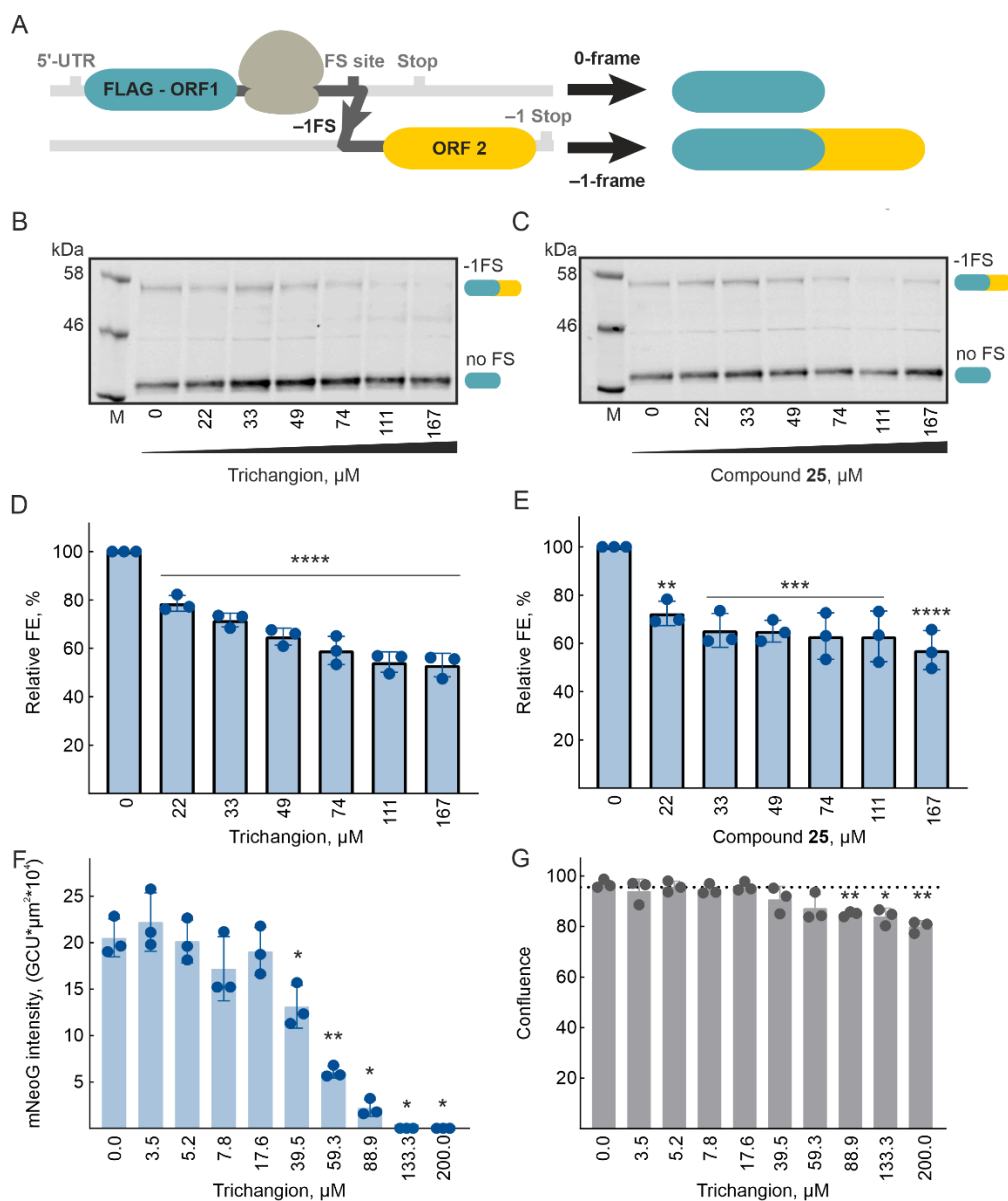 A
5'-UTR
FS site
Stop
0-frame
FLAG - ORF1
–1FS
–1 Stop
ORF 2
–1-frame
B
C
kDa
58
46
-1FS
no FS
M
0
22
33
49
74
111
167
Trichangion, µM
kDa
58
46
-1FS
no FS
M
0
22
33
49
74
111
167
Compound 25, µM
D
Relative FE, %
100
80
60
40
20
****
0
22
33
49
74
111
167
Trichangion, µM
E
Relative FE, %
100
80
60
40
20
**
***
****
0
22
33
49
74
111
167
Compound 25, µM
F
mNeoG intensity, (GCU*µm²*10⁴)
25
20
15
10
5
*
**
*
*
*
0.0
3.5
5.2
7.8
17.6
39.5
59.3
88.9
133.3
200.0
Trichangion, µM
G
Confluence
100
80
60
40
20
**
*
**
0.0
3.5
5.2
7.8
17.6
39.5
59.3
88.9
133.3
200.0
Trichangion, µM